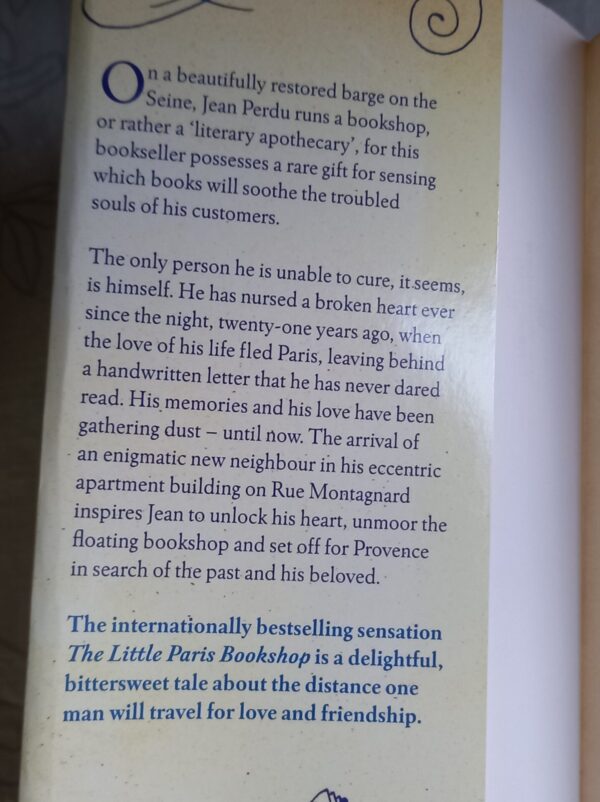 On a beautifully restored barge on the
Seine, Jean Perdu runs a bookshop,
or rather a ‘literary apothecary’, for this
bookseller possesses a rare gift for sensing
which books will soothe the troubled
souls of his customers.
The only person he is unable to cure, it seems,
is himself. He has nursed a broken heart ever
since the night, twenty-one years ago, when
the love of his life fled Paris, leaving behind
a handwritten letter that he has never dared
read. His memories and his love have been
gathering dust – until now. The arrival of
an enigmatic new neighbour in his eccentric
apartment building on Rue Montagnard
inspires Jean to unlock his heart, unmoor the
floating bookshop and set off for Provence
in search of the past and his beloved.
The internationally bestselling sensation
The Little Paris Bookshop is a delightful,
bittersweet tale about the distance one
man will travel for love and friendship.